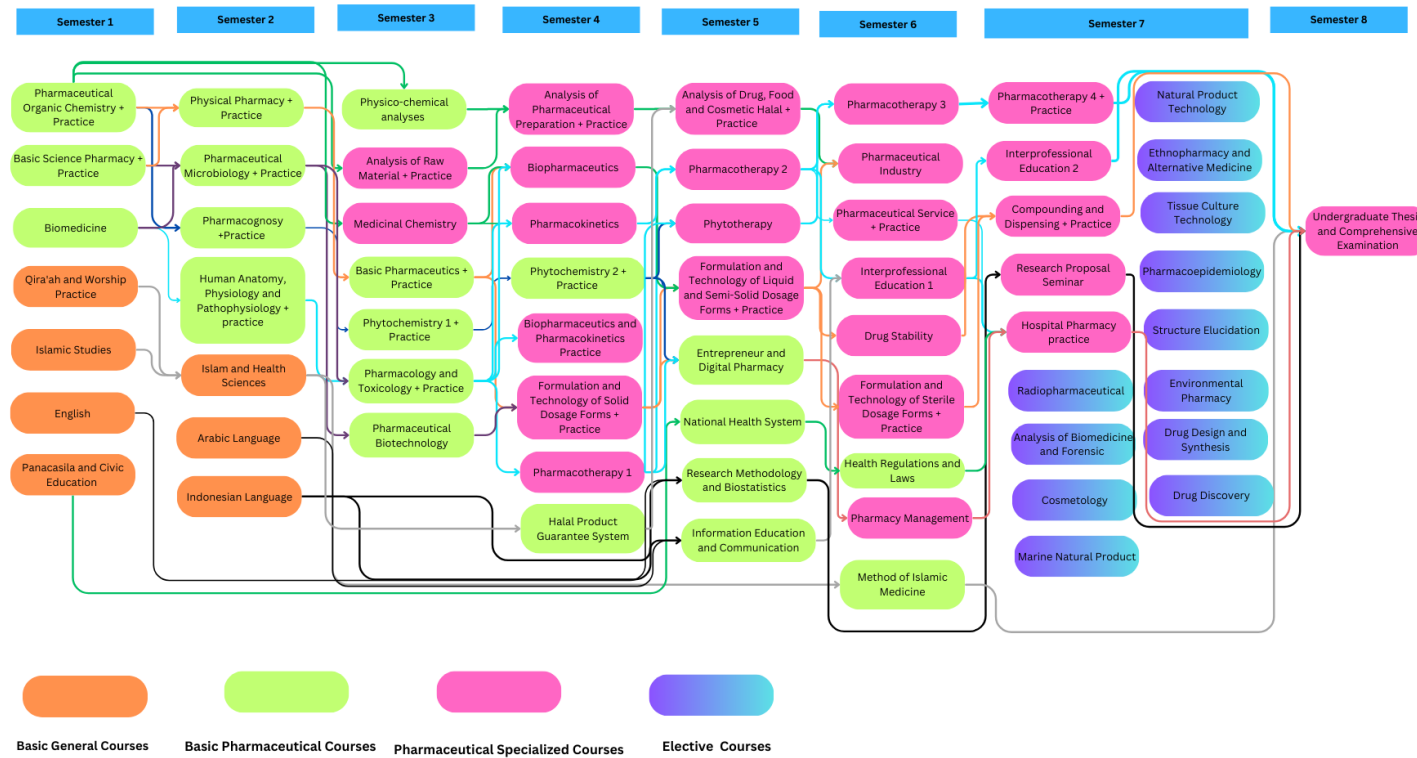 Semester 1
Semester 2
Semester 3
Semester 4
Semester 5
Semester 6
Semester 7
Semester 8
Pharmaceutical
Organic Chemistry +
Practice
Basic Science Pharmacy +
Practice
Biomedicine
Qira'ah and Worship
Practice
Islamic Studies
English
Panacasila and Civic
Education
Physical Pharmacy +
Practice
Pharmaceutical
Microbiology + Practice
Pharmacognosy
+Practice
Human Anatomy,
Physiology and
Pathophysiology +
practice
Islam and Health
Sciences
Arabic Language
Indonesian Language
Physico-chemical
analyses
Analysis of Raw
Material + Practice
Medicinal Chemistry
Basic Pharmaceutics +
Practice
Phytochemistry 1 +
Practice
Pharmacology and
Toxicology + Practice
Pharmaceutical
Biotechnology
Analysis of
Pharmaceutical
Preparation + Practice
Biopharmaceutics
Pharmacokinetics
Phytochemistry 2 +
Practice
Biopharmaceutics and
Pharmacokinetics
Practice
Formulation and
Technology of Solid
Dosage Forms +
Practice
Pharmacotherapy 1
Halal Product
Guarantee System
Analysis of Drug, Food
and Cosmetic Halal +
Practice
Pharmacotherapy 2
Phytotherapy
Formulation and
Technology of Liquid
and Semi-Solid Dosage
Forms + Practice
Entrepreneur and
Digital Pharmacy
National Health System
Research Methodology
and Biostatistics
Information Education
and Communication
Pharmacotherapy 3
Pharmaceutical
Industry
Pharmaceutical Service
+ Practice
Interprofessional
Education 1
Drug Stability
Formulation and
Technology of Sterile
Dosage Forms +
Practice
Health Regulations and
Laws
Pharmacy Management
Method of Islamic
Medicine
Pharmacotherapy 4 +
Practice
Interprofessional
Education 2
Compounding and
Dispensing + Practice
Research Proposal
Seminar
Hospital Pharmacy
practice
Radiopharmaceutical
Analysis of Biomedicine
and Forensic
Cosmetology
Marine Natural Product
Natural Product
Technology
Ethnopharmacy and
Alternative Medicine
Tissue Culture
Technology
Pharmacoepidemiology
Structure Elucidation
Environmental
Pharmacy
Drug Design and
Synthesis
Drug Discovery
Undergraduate Thesi
and Comprehensive
Examination
Basic General Courses
Basic Pharmaceutical Courses
Pharmaceutical Specialized Courses
Elective Courses